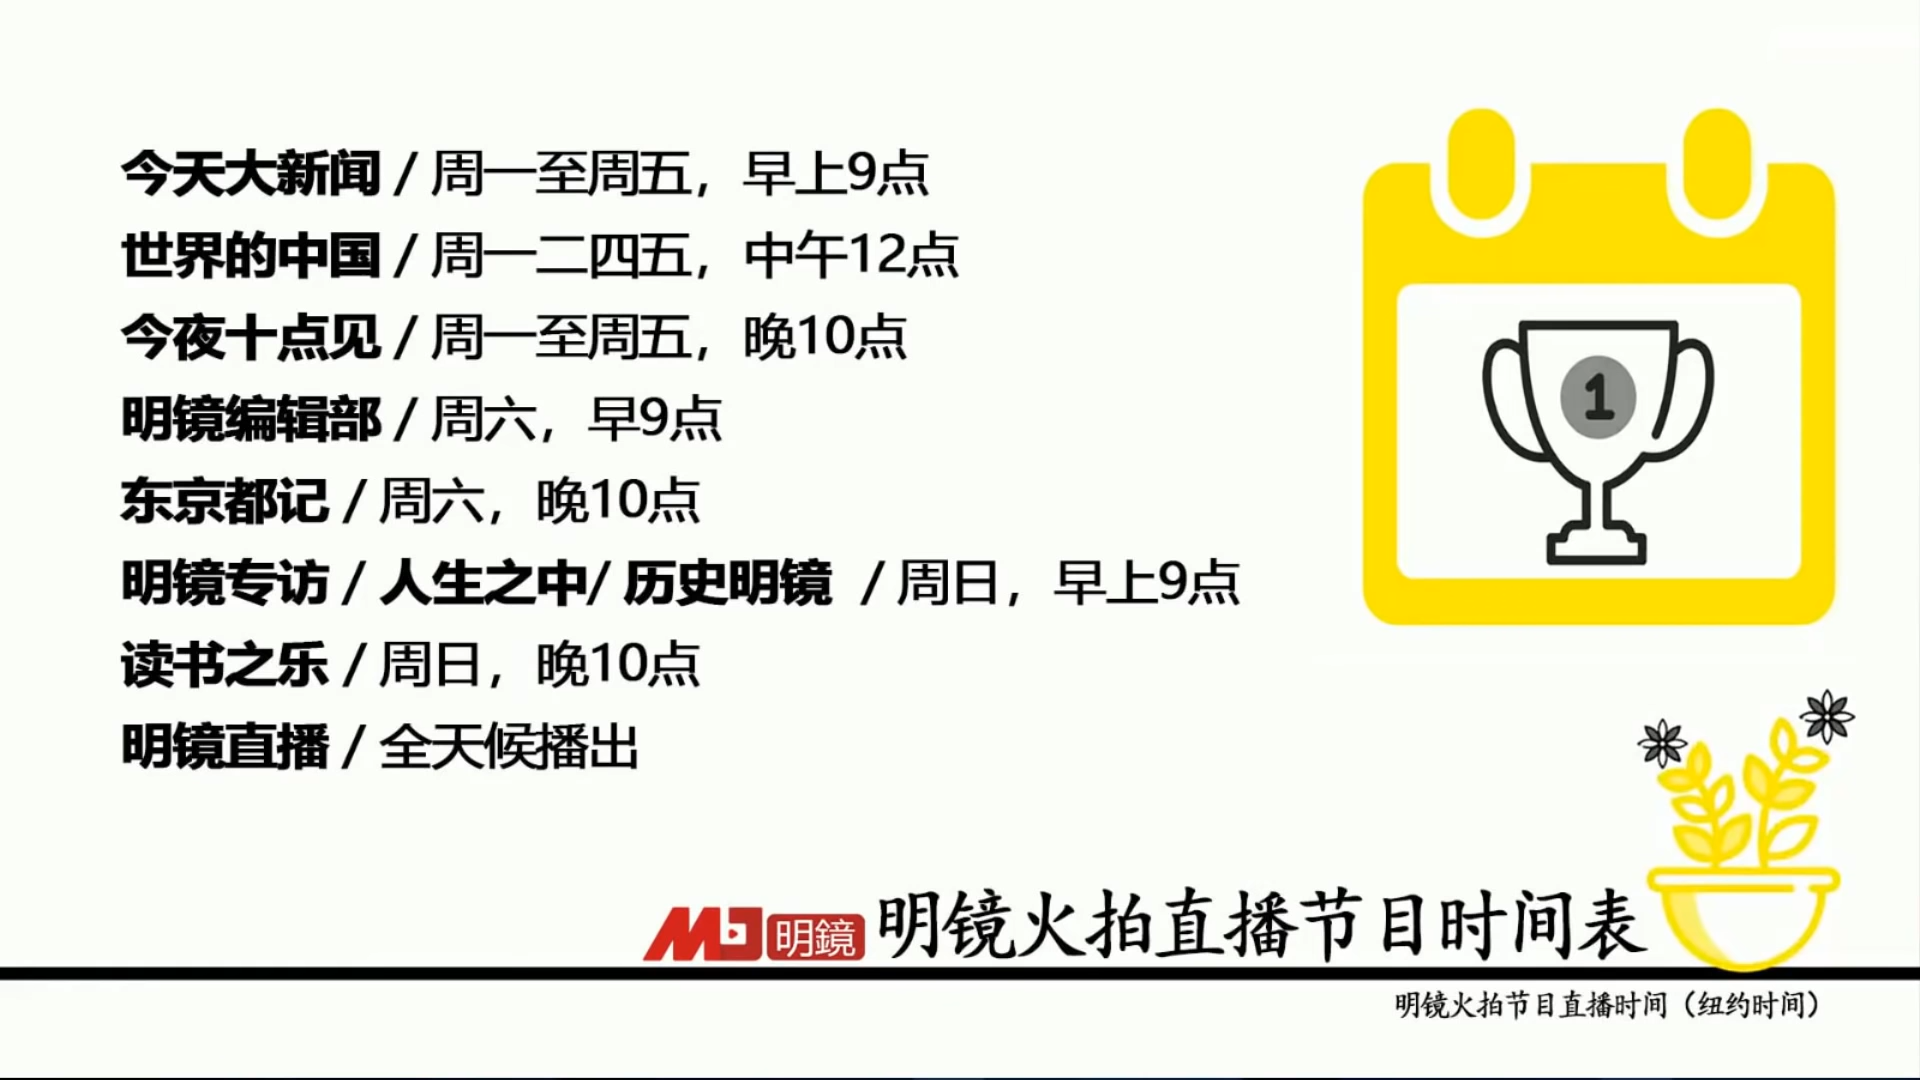 今天大新闻 / 周一至周五，早上9点
世界的中国 / 周一二四五，中午12点
今夜十点见 / 周一至周五，晚10点
明镜编辑部 / 周六，早9点
东京都记 / 周六，晚10点
明镜专访 / 人生之中/ 历史明镜 / 周日，早上9点
读书之乐 / 周日，晚10点
明镜直播 / 全天候播出
1
明鏡 明镜火拍直播节目时间表
明镜火拍节目直播时间（纽约时间）